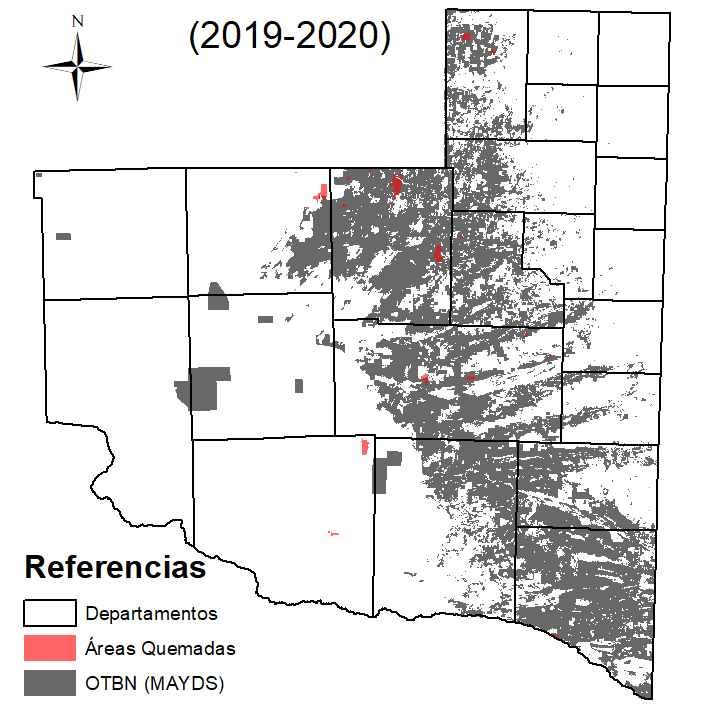 N
(2019-2020)
Referencias
Departamentos
Áreas Quemadas
OTBN (MAYDS)